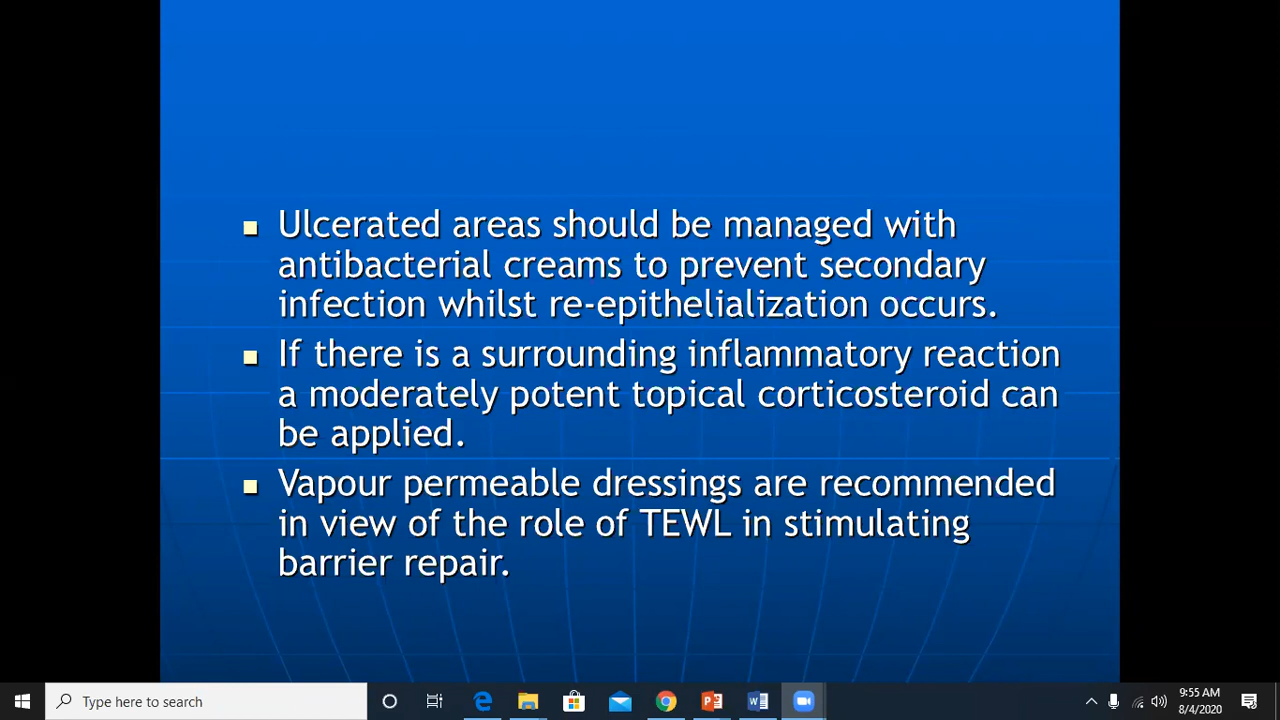 Ulcerated areas should be managed with
antibacterial creams to prevent secondary
infection whilst re-epithelialization occurs.
If there is a surrounding inflammatory reaction
a moderately potent topical corticosteroid can
be applied.
Vapour permeable dressings are recommended
in view of the role of TEWL in stimulating
barrier repair.
Type here to search
9:55 AM
8/4/2020